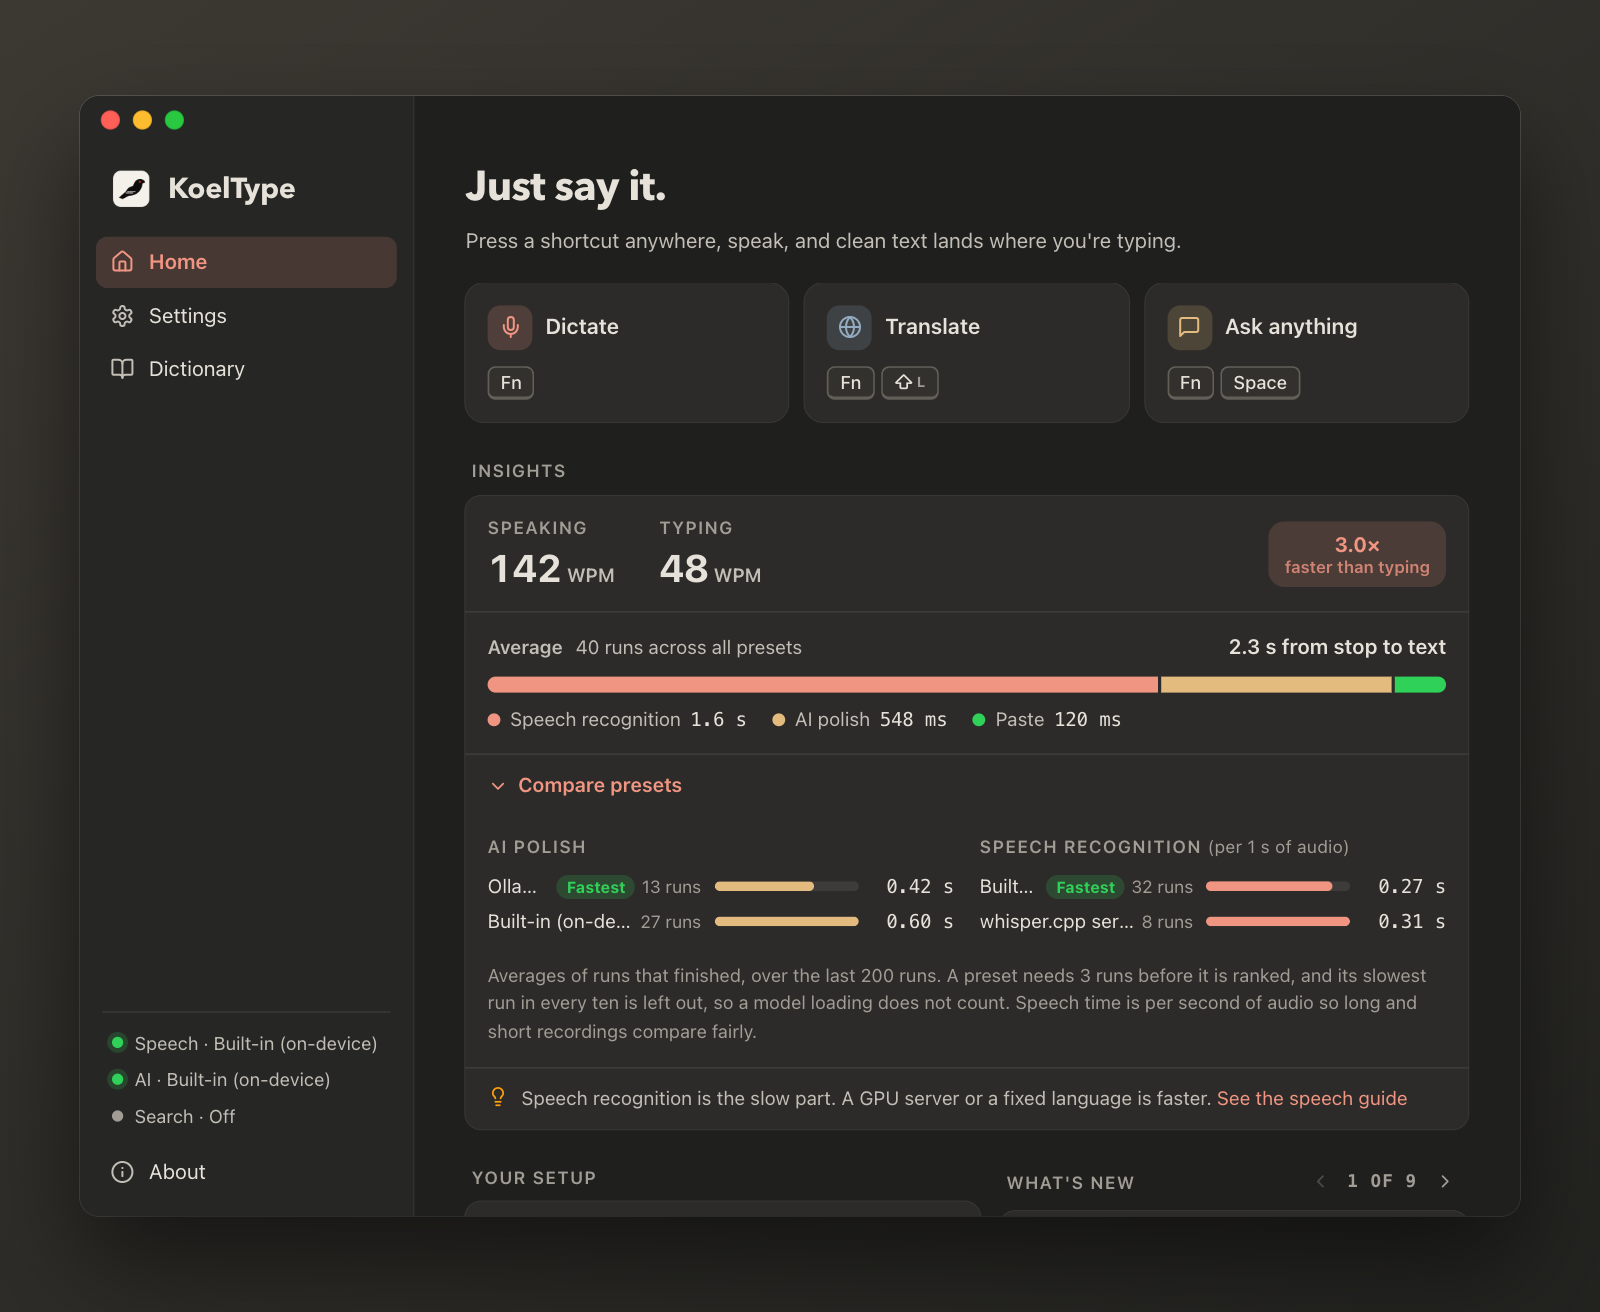 KoelType
Home
Settings
Dictionary
Speech · Built-in (on-device)
AI · Built-in (on-device)
Search · Off
About
Just say it.
Press a shortcut anywhere, speak, and clean text lands where you're typing.
Dictate
Fn
Translate
Fn L
Ask anything
Fn Space
INSIGHTS
SPEAKING
142 WPM
TYPING
48 WPM
3.0×
faster than typing
Average 40 runs across all presets
2.3 s from stop to text
Speech recognition 1.6 s AI polish 548 ms Paste 120 ms
Compare presets
AI POLISH
Olla... Fastest 13 runs 0.42 s
Built-in (on-de... 27 runs 0.60 s
SPEECH RECOGNITION (per 1 s of audio)
Built... Fastest 32 runs 0.27 s
whisper.cpp ser... 8 runs 0.31 s
Averages of runs that finished, over the last 200 runs. A preset needs 3 runs before it is ranked, and its slowest
run in every ten is left out, so a model loading does not count. Speech time is per second of audio so long and
short recordings compare fairly.
Speech recognition is the slow part. A GPU server or a fixed language is faster. See the speech guide
YOUR SETUP
WHAT'S NEW
1 OF 9